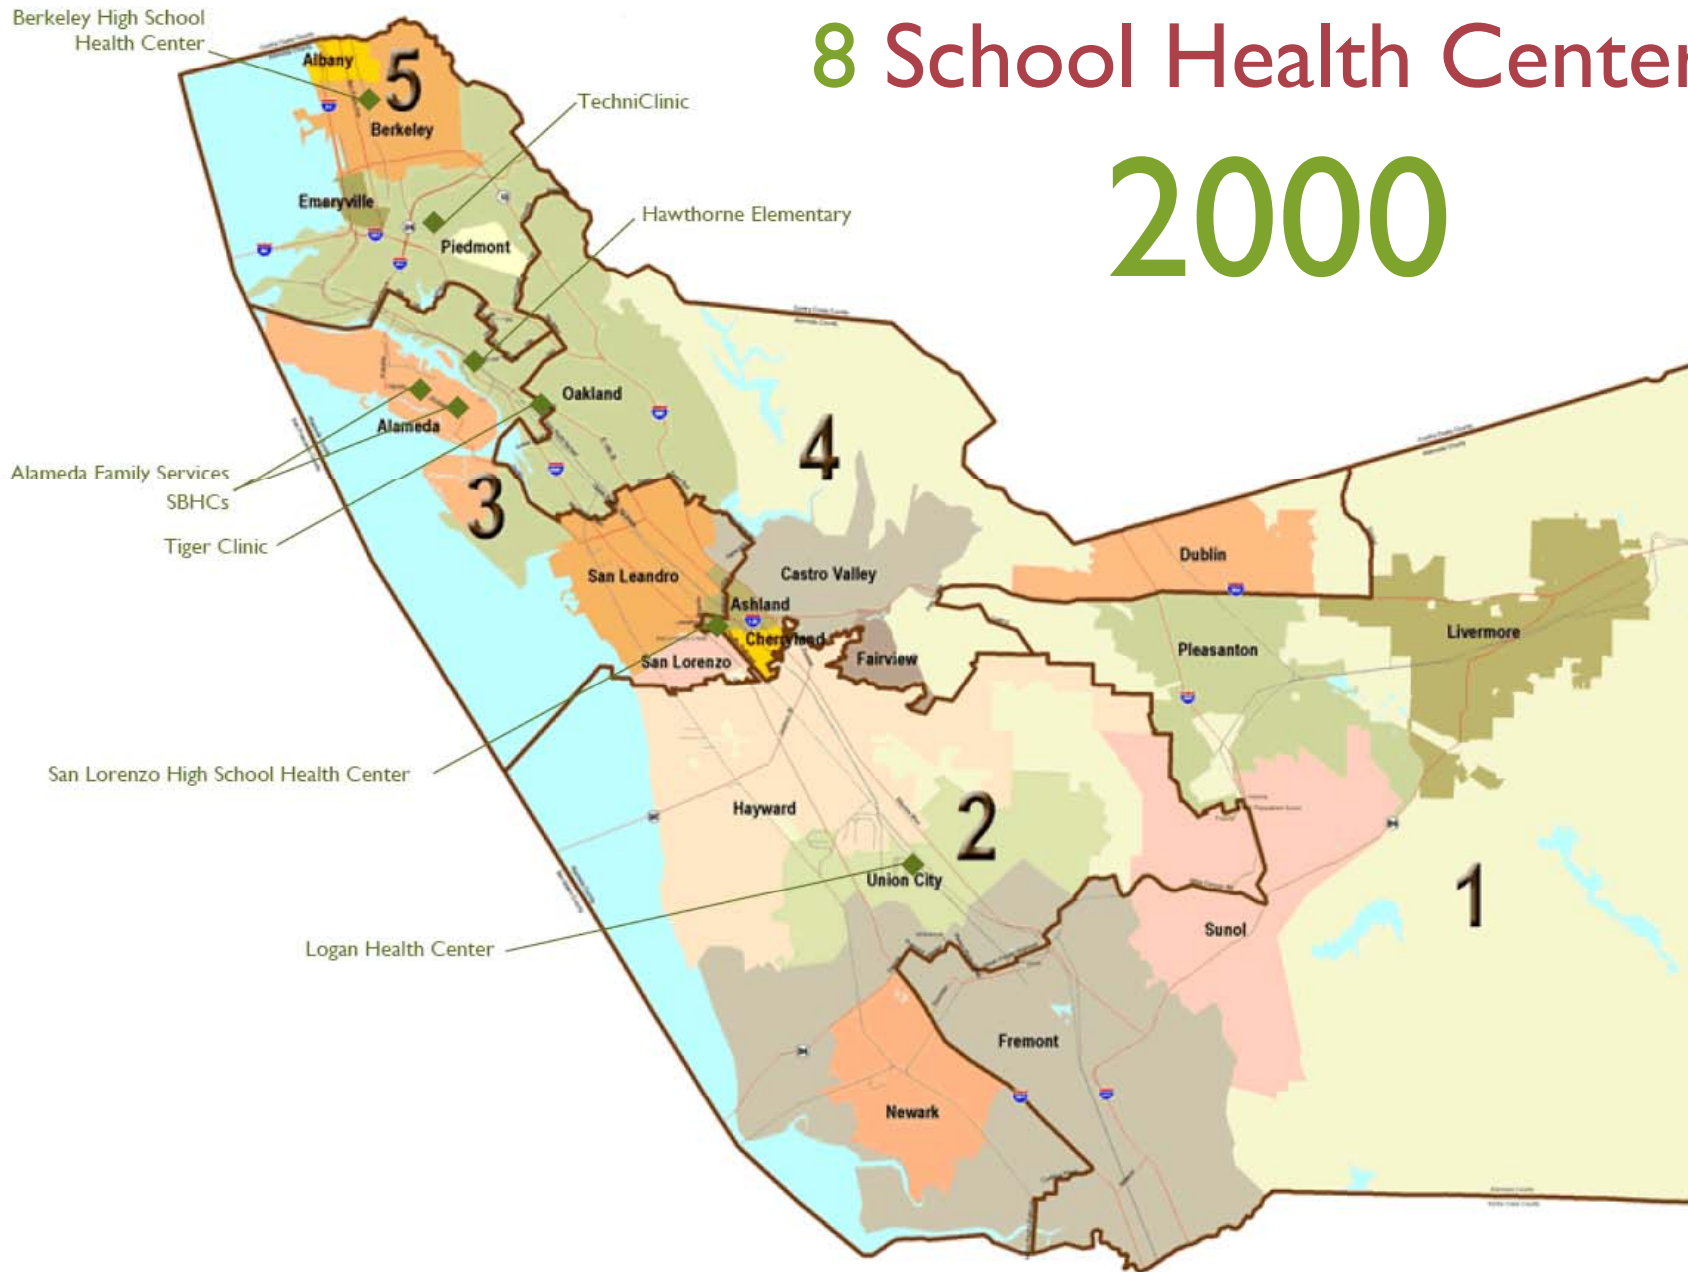 8 School Health Center
2000
Berkeley High School
Health Center
TechniClinic
Hawthorne Elementary
Alameda Family Services
SBHCs
Tiger Clinic
San Lorenzo High School Health Center
Logan Health Center
Albany
5
Berkeley
Emeryville
Piedmont
Oakland
Alameda
3
4
San Leandro
Castro Valley
Ashland
Cherryland
San Lorenzo
Fairview
Dublin
Livermore
Pleasanton
Hayward
2
Union City
1
Sunol
Fremont
Newark